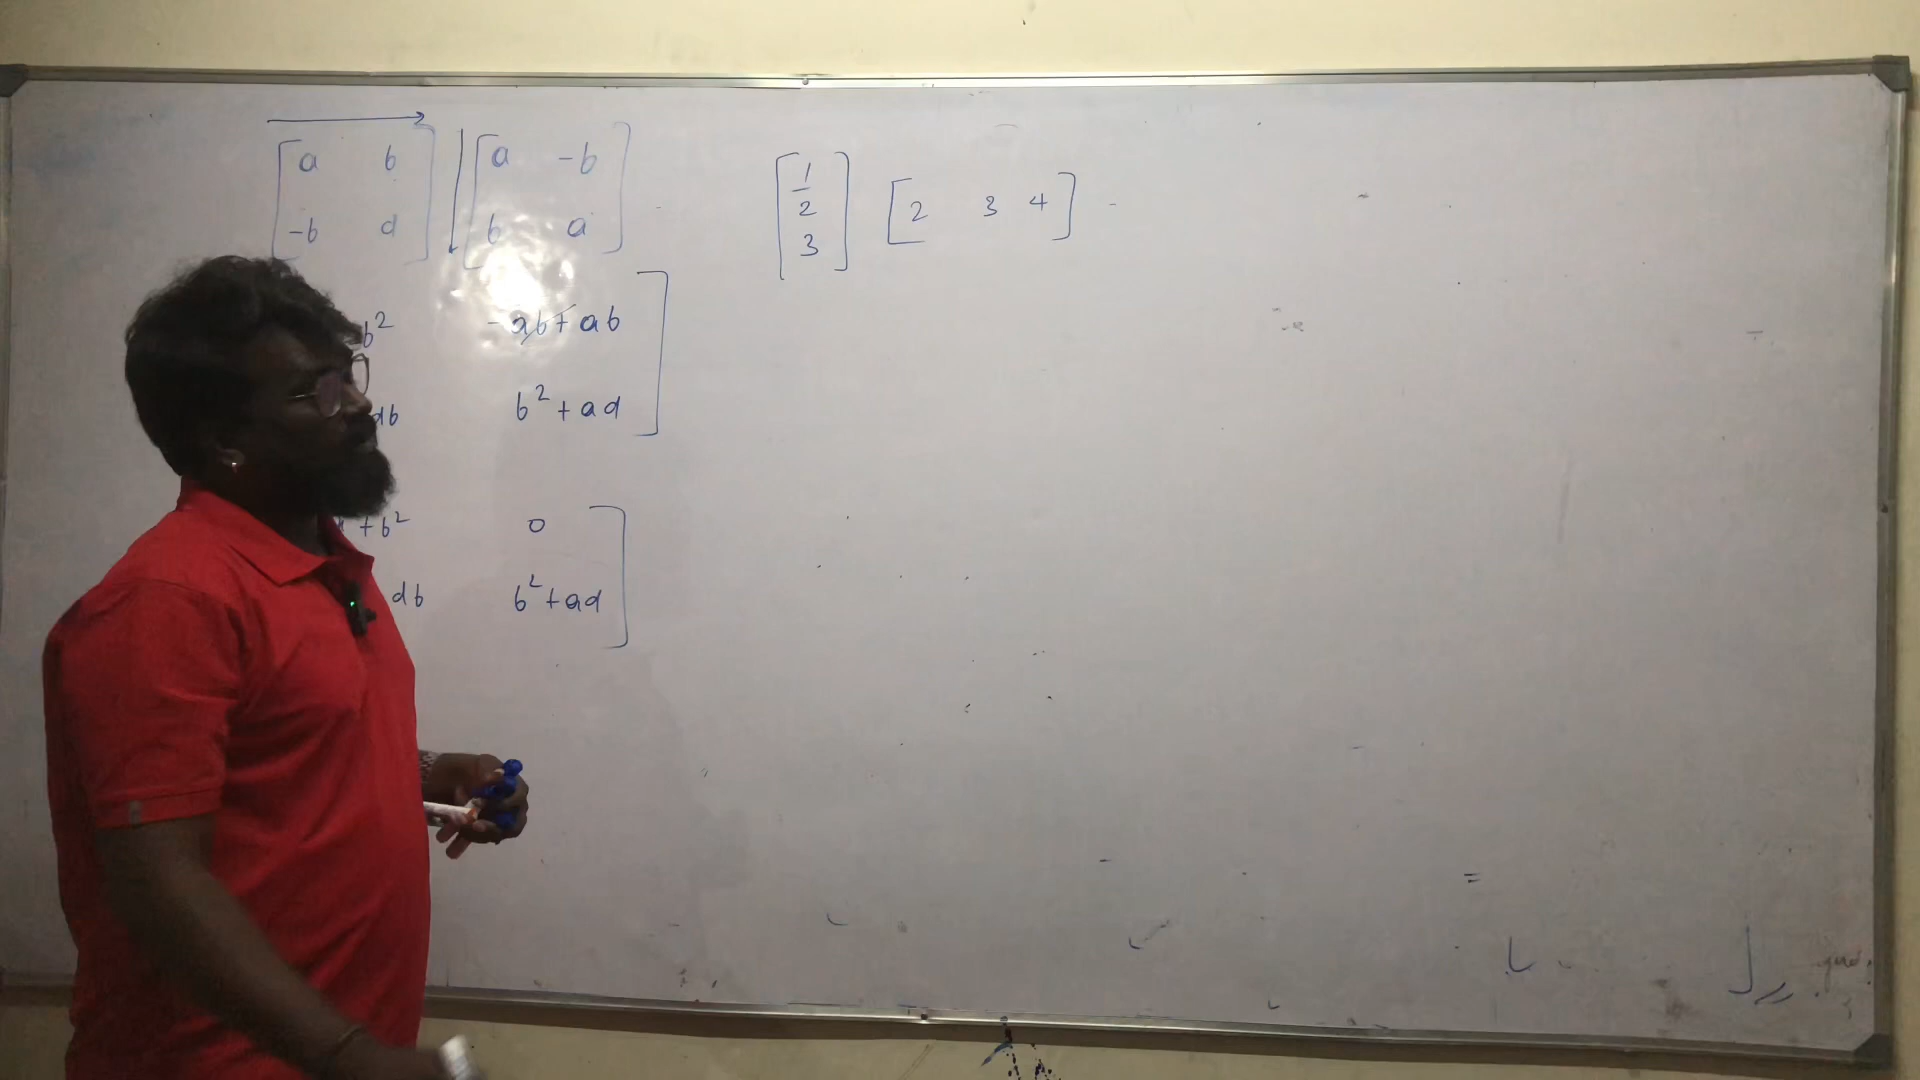 [a b] [a -b]
[-b d] [b a]
b² -ab + ab]
db b² + ad]
+ b² 0]
db b² + ad]
[1
2
3] [2 3 4]
=